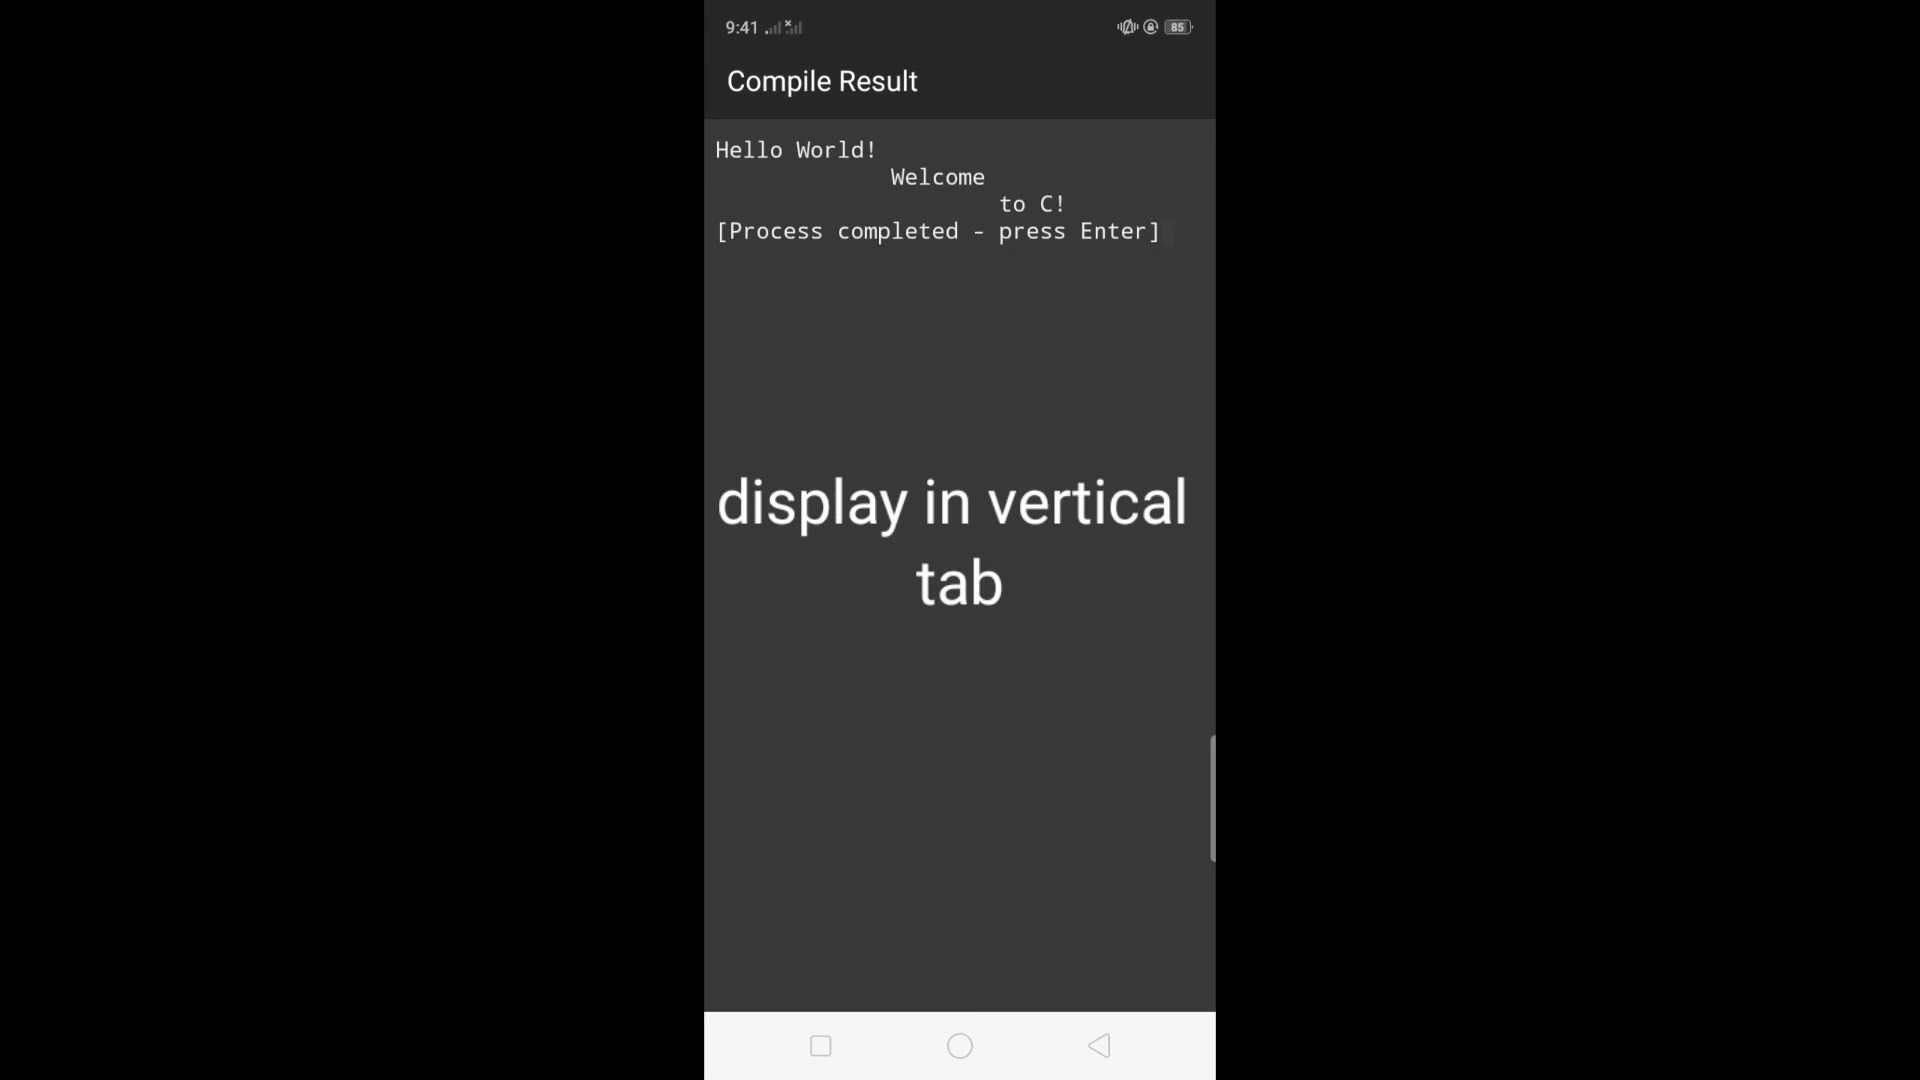 9:41
85
Compile Result
Hello World!
Welcome
to C!
[Process completed - press Enter]
display in vertical
tab